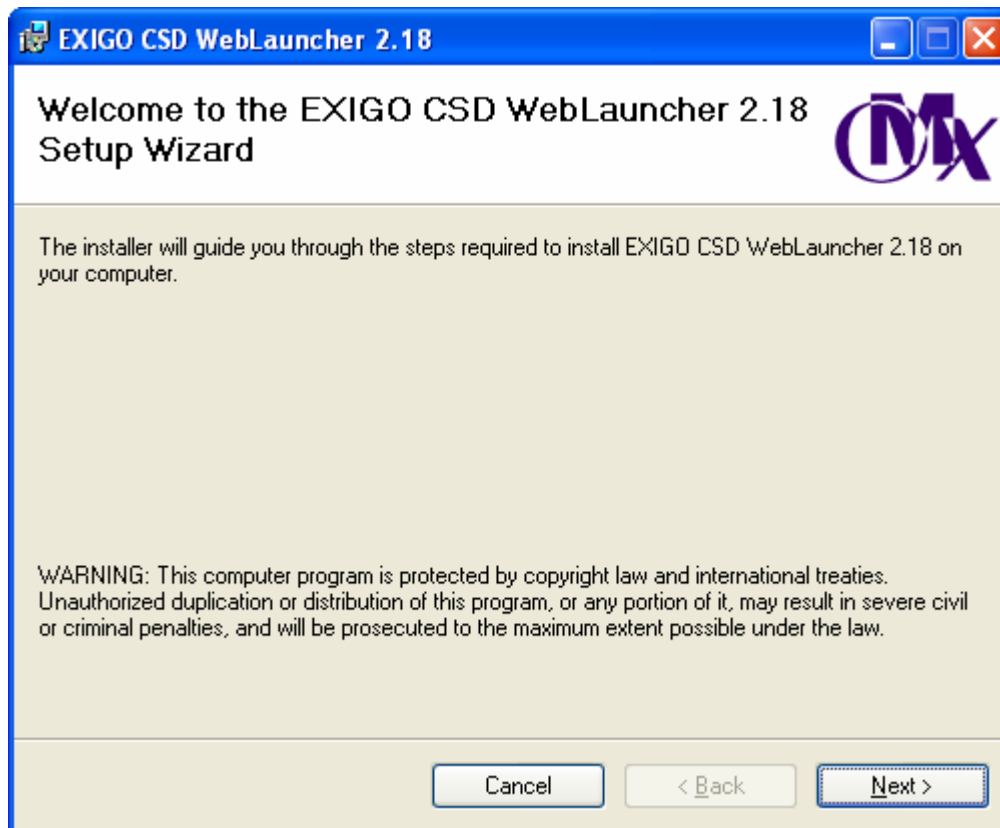 EXIGO CSD WebLauncher 2.18
Welcome to the EXIGO CSD WebLauncher 2.18
Setup Wizard
CMX
The installer will guide you through the steps required to install EXIGO CSD WebLauncher 2.18 on
your computer.
WARNING: This computer program is protected by copyright law and international treaties.
Unauthorized duplication or distribution of this program, or any portion of it, may result in severe civil
or criminal penalties, and will be prosecuted to the maximum extent possible under the law.
Cancel
< Back
Next >